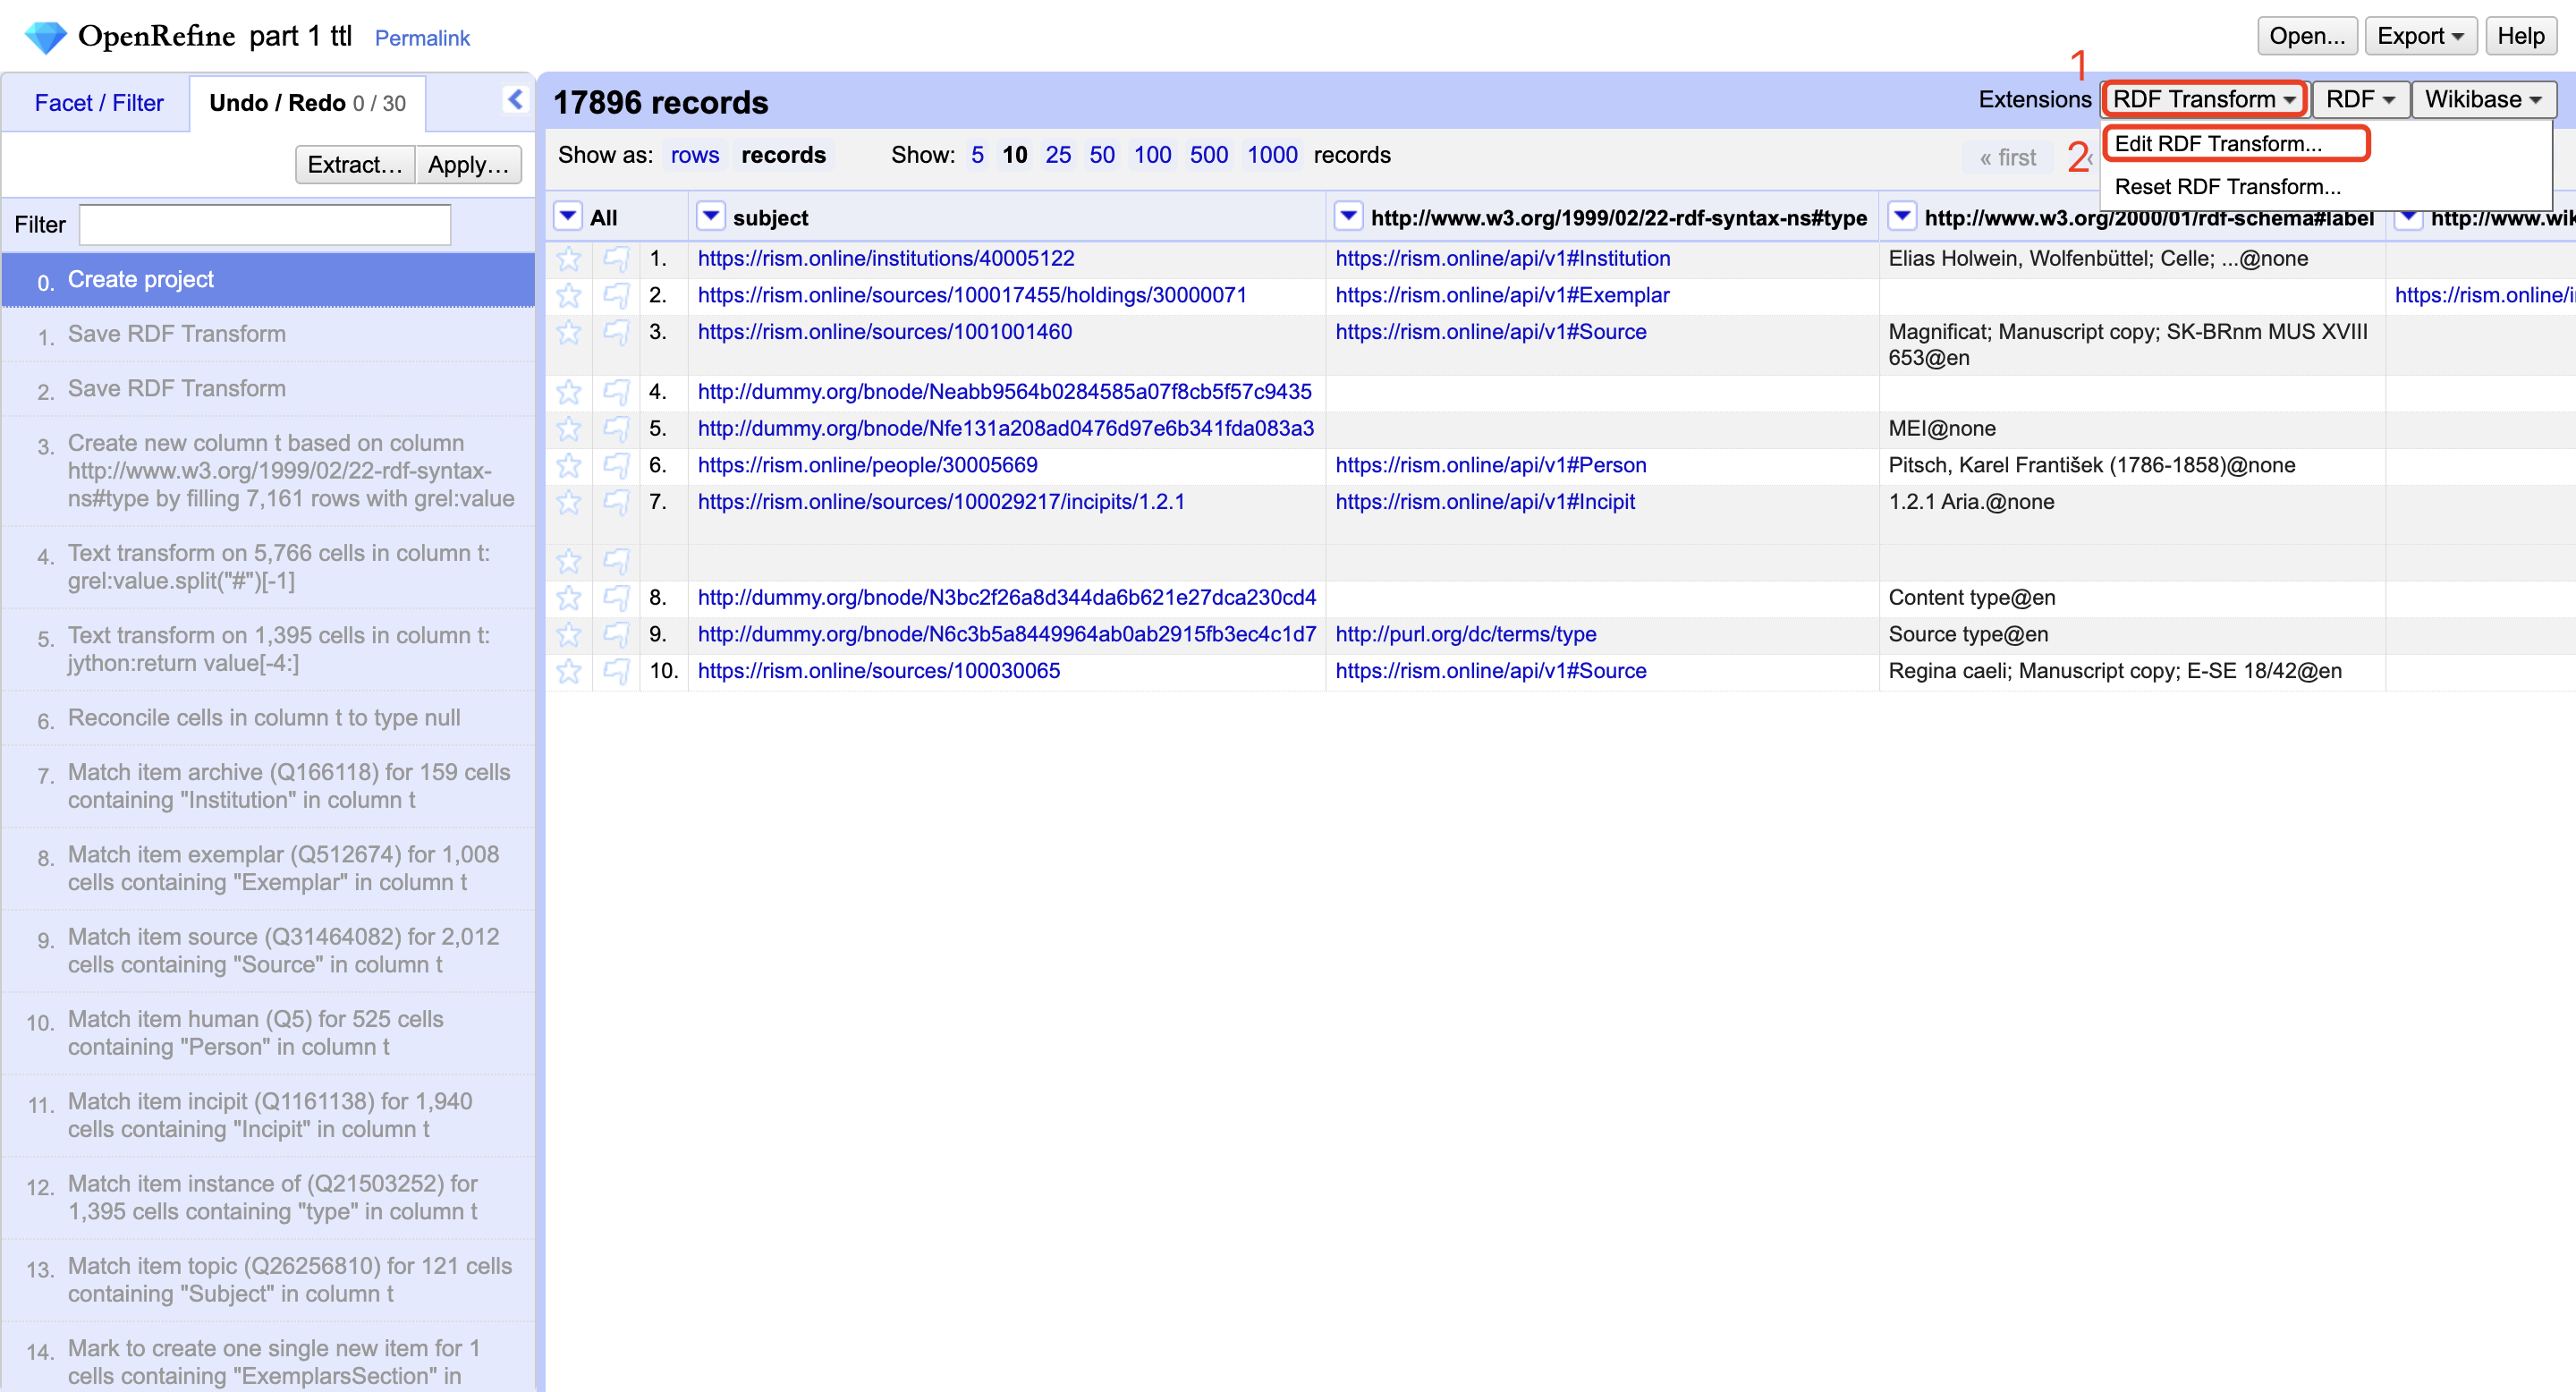 OpenRefine part 1 ttl Permalink
Open... Export Help
Facet / Filter Undo / Redo 0 / 30
Extract… Apply…
Filter
0. Create project
1. Save RDF Transform
2. Save RDF Transform
3. Create new column t based on column
http://www.w3.org/1999/02/22-rdf-syntax-
ns#type by filling 7,161 rows with grel:value
4. Text transform on 5,766 cells in column t:
grel:value.split("#")[-1]
5. Text transform on 1,395 cells in column t:
jython:return value[-4:]
6. Reconcile cells in column t to type null
7. Match item archive (Q166118) for 159 cells
containing "Institution" in column t
8. Match item exemplar (Q512674) for 1,008
cells containing "Exemplar" in column t
9. Match item source (Q31464082) for 2,012
cells containing "Source" in column t
10. Match item human (Q5) for 525 cells
containing "Person" in column t
11. Match item incipit (Q1161138) for 1,940
cells containing "Incipit" in column t
12. Match item instance of (Q21503252) for
1,395 cells containing "type" in column t
13. Match item topic (Q26256810) for 121 cells
containing "Subject" in column t
14. Mark to create one single new item for 1
cells containing "ExemplarsSection" in
1
17896 records Extensions RDF Transform RDF Wikibase
2
Edit RDF Transform...
Reset RDF Transform...
Show as: rows records Show: 5 10 25 50 100 500 1000 records « first ‹
All subject http://www.w3.org/1999/02/22-rdf-syntax-ns#type http://www.w3.org/2000/01/rdf-schema#label http://www.wik
1. https://rism.online/institutions/40005122 https://rism.online/api/v1#Institution Elias Holwein, Wolfenbüttel; Celle; ...@none
2. https://rism.online/sources/100017455/holdings/30000071 https://rism.online/api/v1#Exemplar https://rism.online/i
3. https://rism.online/sources/1001001460 https://rism.online/api/v1#Source Magnificat; Manuscript copy; SK-BRnm MUS XVIII
653@en
4. http://dummy.org/bnode/Neabb9564b0284585a07f8cb5f57c9435
5. http://dummy.org/bnode/Nfe131a208ad0476d97e6b341fda083a3 MEI@none
6. https://rism.online/people/30005669 https://rism.online/api/v1#Person Pitsch, Karel František (1786-1858)@none
7. https://rism.online/sources/100029217/incipits/1.2.1 https://rism.online/api/v1#Incipit 1.2.1 Aria.@none
8. http://dummy.org/bnode/N3bc2f26a8d344da6b621e27dca230cd4 Content type@en
9. http://dummy.org/bnode/N6c3b5a8449964ab0ab2915fb3ec4c1d7 http://purl.org/dc/terms/type Source type@en
10. https://rism.online/sources/100030065 https://rism.online/api/v1#Source Regina caeli; Manuscript copy; E-SE 18/42@en